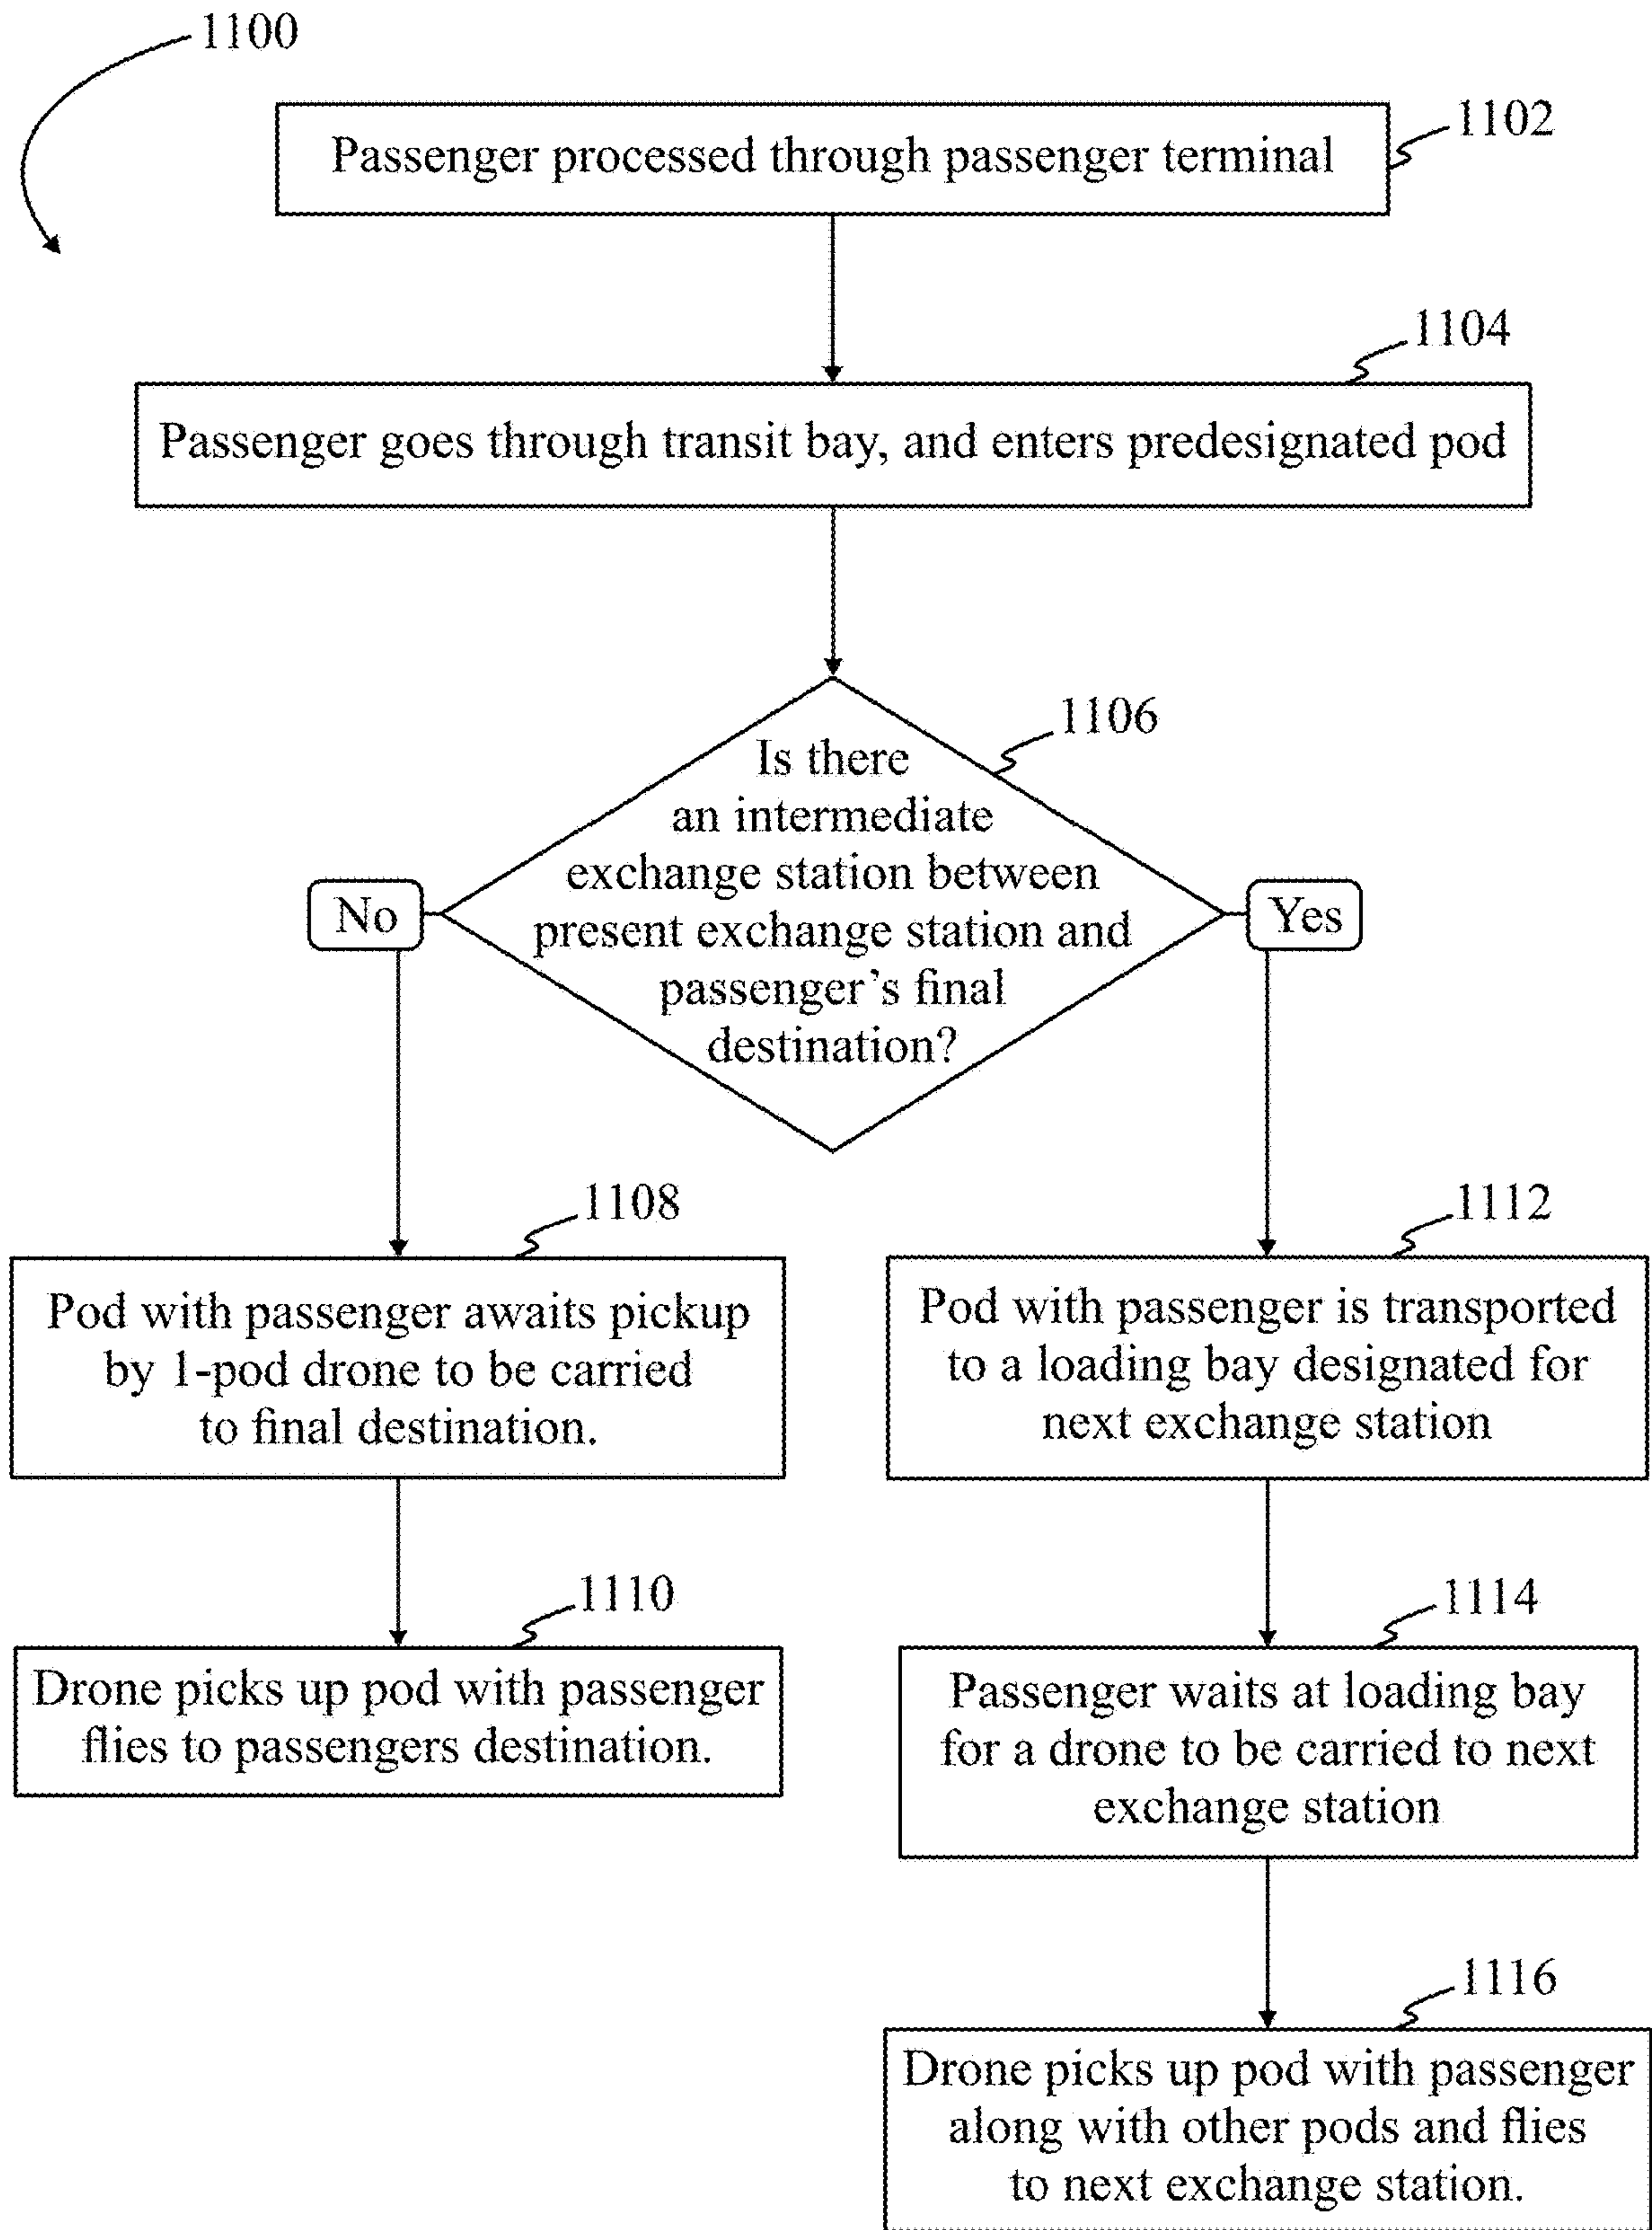 1100
1102
Passenger processed through passenger terminal
1104
Passenger goes through transit bay, and enters predesignated pod
1106
Is there
an intermediate
exchange station between
present exchange station and
passenger’s final
destination?
No
Yes
1108
Pod with passenger awaits pickup
by 1-pod drone to be carried
to final destination.
1110
Drone picks up pod with passenger
flies to passengers destination.
1112
Pod with passenger is transported
to a loading bay designated for
next exchange station
1114
Passenger waits at loading bay
for a drone to be carried to next
exchange station
1116
Drone picks up pod with passenger
along with other pods and flies
to next exchange station.